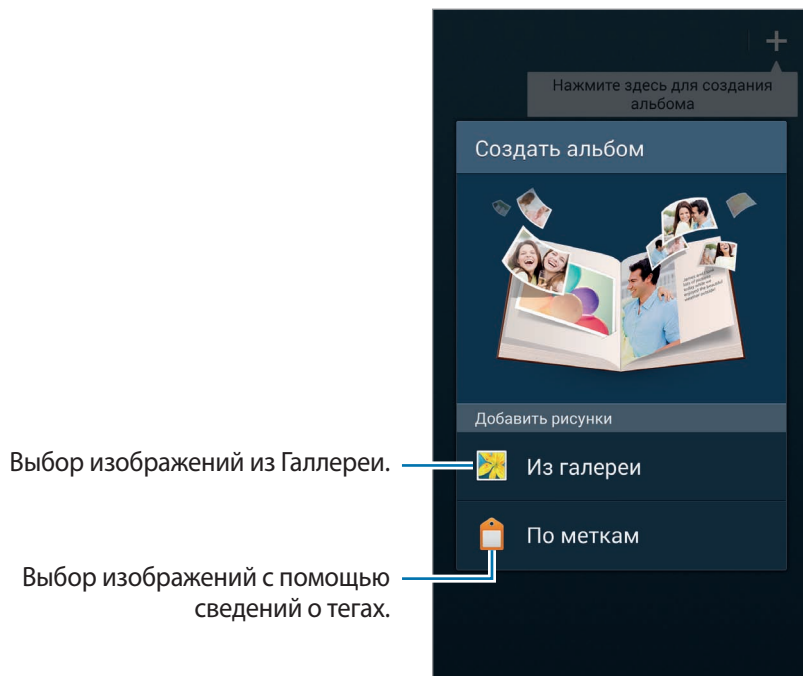 +
Нажмите здесь для создания
альбома
Создать альбом
Добавить рисунки
Выбор изображений из Галлереи.
Из галереи
По меткам
Выбор изображений с помощью
сведений о тегах.